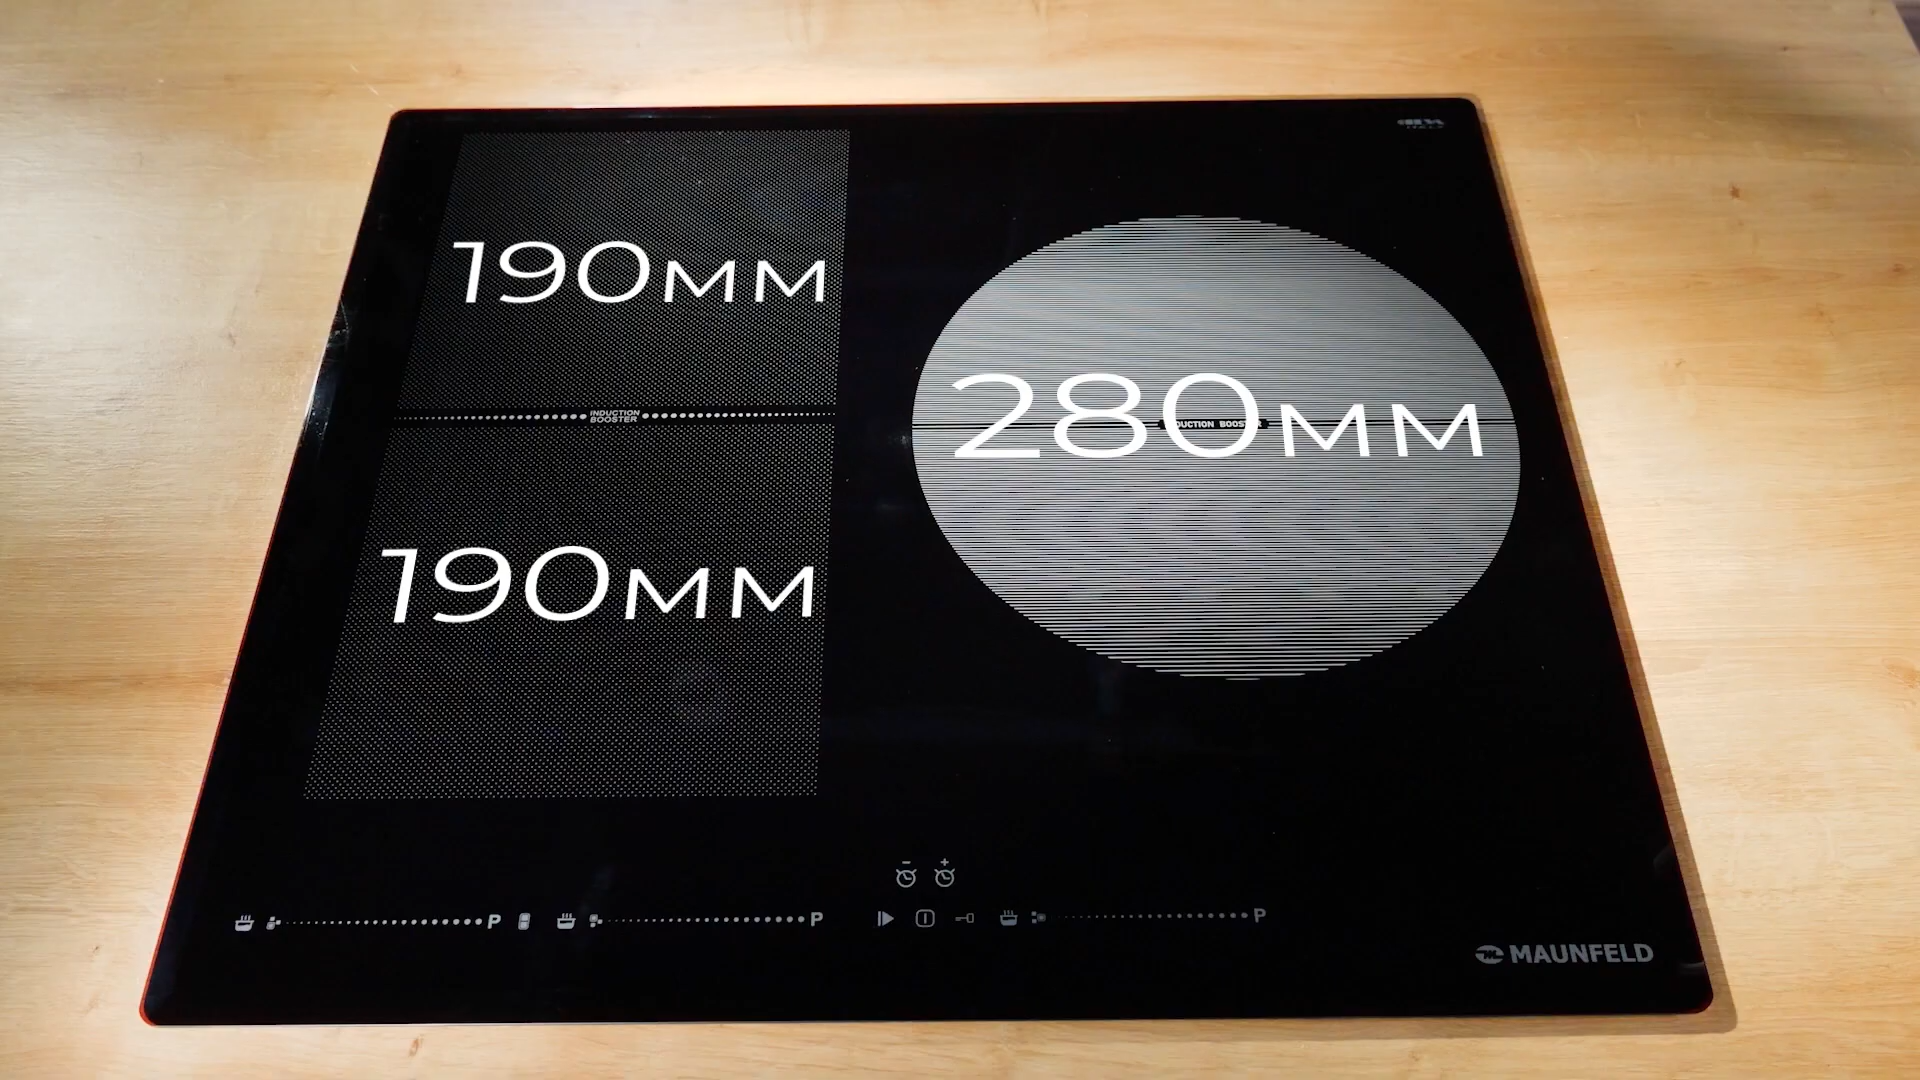 190мм
INDUCTION
BOOSTER
280мм
190мм
P
P
P
MAUNFELD